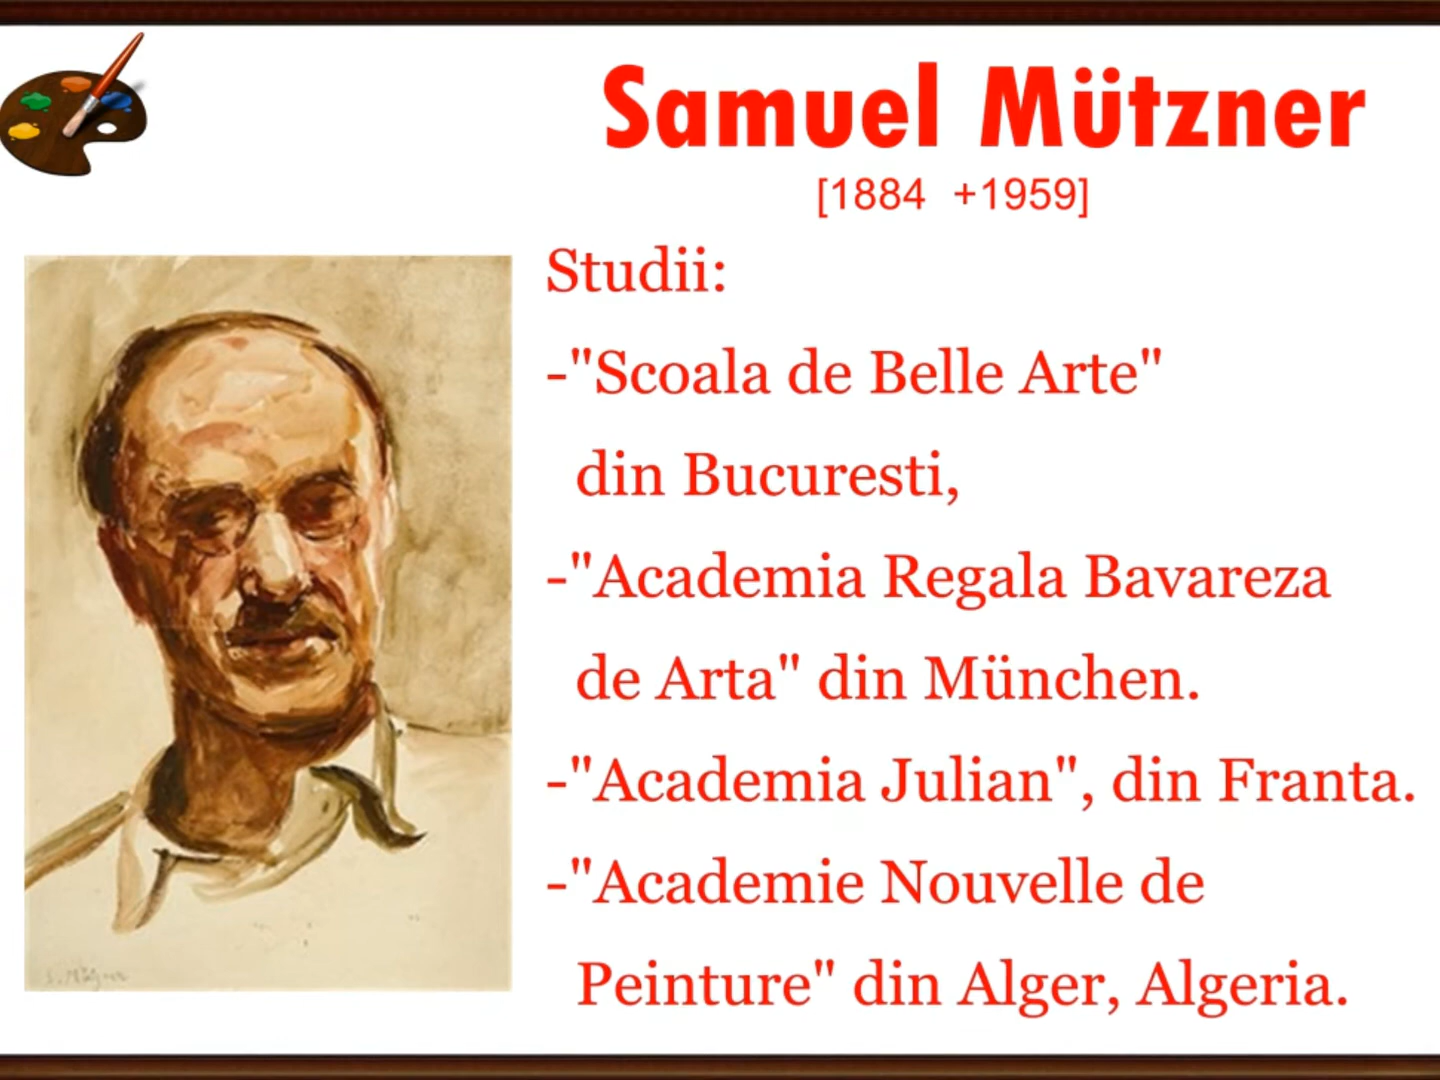 Samuel Mützner
[1884 +1959]
Studii:
-"Scoala de Belle Arte"
din Bucuresti,
-"Academia Regala Bavareza
de Arta" din München.
-"Academia Julian", din Franta.
-"Academie Nouvelle de
Peinture" din Alger, Algeria.